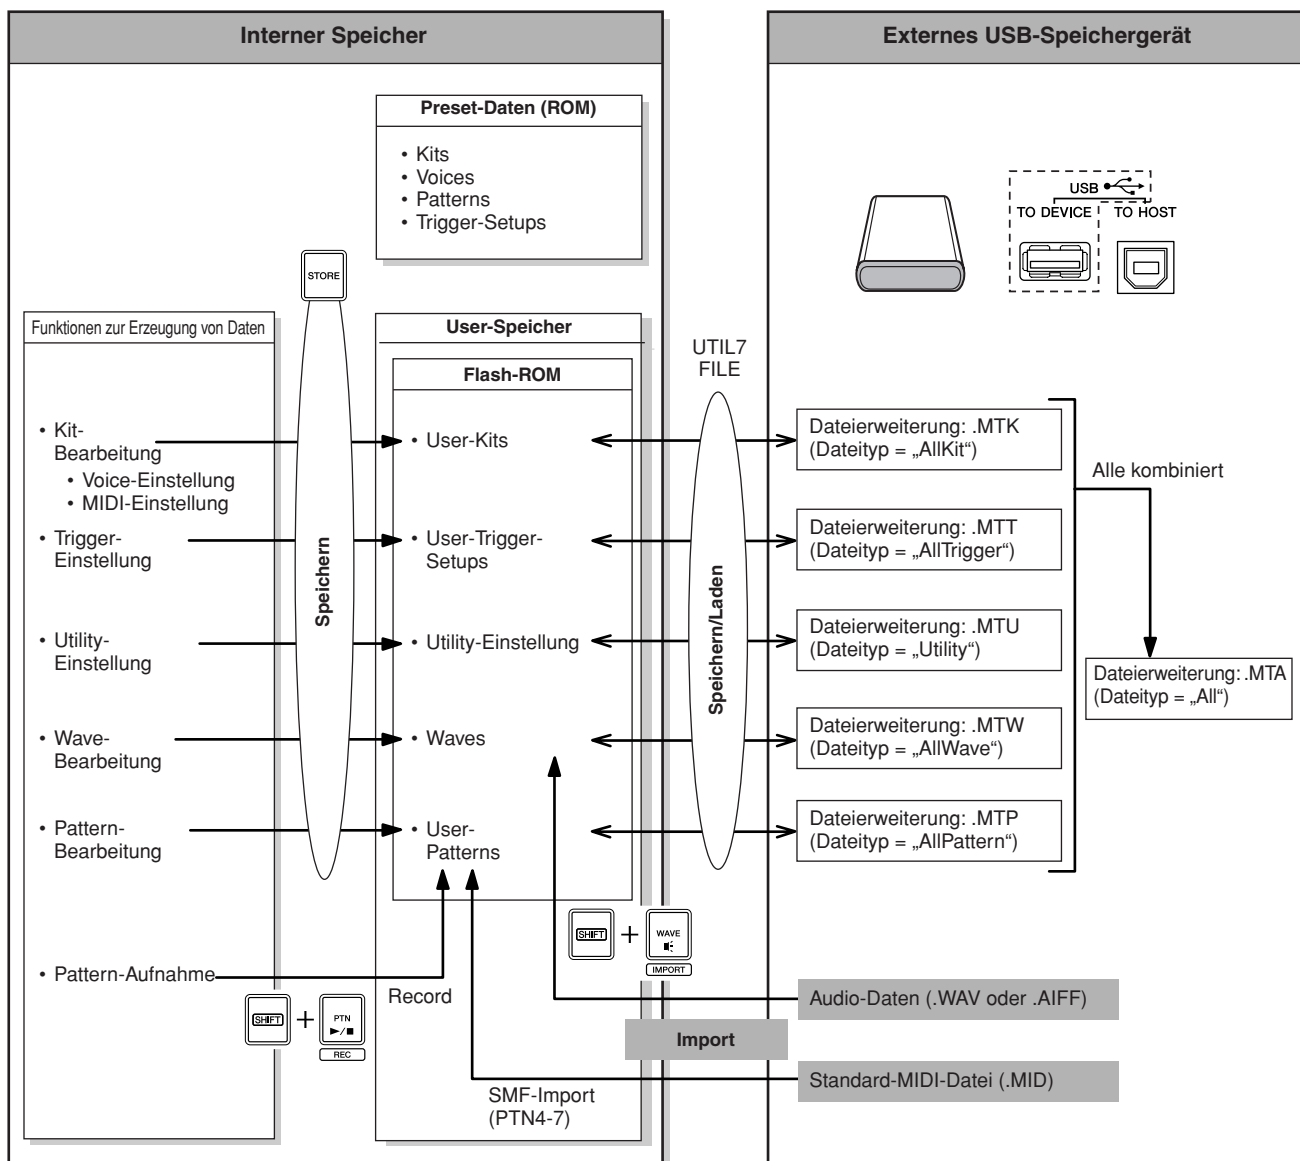 Interner Speicher
Externes USB-Speichergerät
Preset-Daten (ROM)
• Kits
• Voices
• Patterns
• Trigger-Setups
USB
TO DEVICE
TO HOST
STORE
Funktionen zur Erzeugung von Daten
User-Speicher
Flash-ROM
UTIL7
FILE
Speichern
Speichern/Laden
• Kit-
Bearbeitung
• Voice-Einstellung
• MIDI-Einstellung
• User-Kits
Dateierweiterung: .MTK
(Dateityp = „AllKit“)
Alle kombiniert
• Trigger-
Einstellung
• User-Trigger-
Setups
Dateierweiterung: .MTT
(Dateityp = „AllTrigger“)
• Utility-
Einstellung
• Utility-Einstellung
Dateierweiterung: .MTU
(Dateityp = „Utility“)
Dateierweiterung: .MTA
(Dateityp = „All“)
• Wave-
Bearbeitung
• Waves
Dateierweiterung: .MTW
(Dateityp = „AllWave“)
• Pattern-
Bearbeitung
• User-
Patterns
Dateierweiterung: .MTP
(Dateityp = „AllPattern“)
SHIFT
+
WAVE
IMPORT
• Pattern-Aufnahme
Record
SHIFT
+
PTN
►/■
REC
Audio-Daten (.WAV oder .AIFF)
Import
Standard-MIDI-Datei (.MID)
SMF-Import
(PTN4-7)